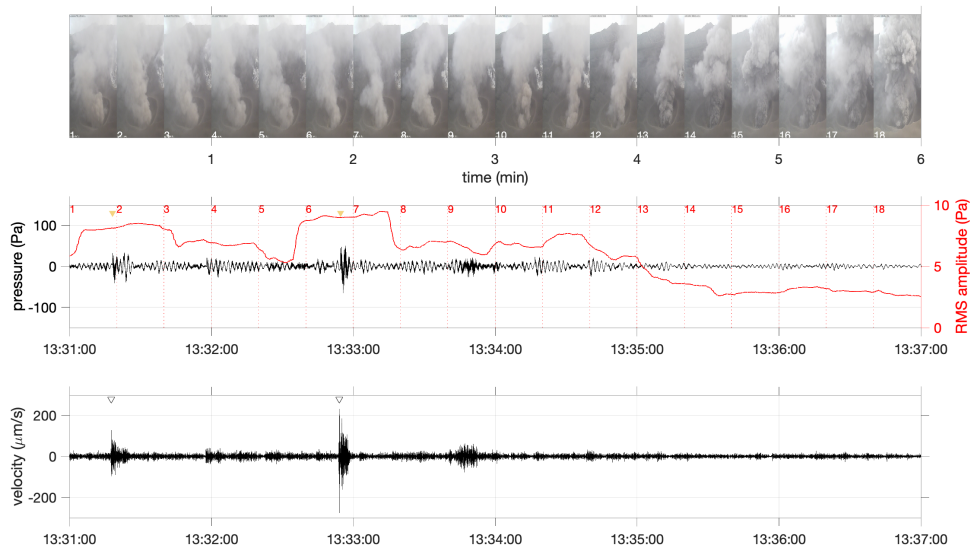 1 2 3 4 5 6 7 8 9 10 11 12 13 14 15 16 17 18
1 2 3 4 5 6
time (min)
1 2 3 4 5 6 7 8 9 10 11 12 13 14 15 16 17 18
100
0
-100
pressure (Pa)
10
5
0
RMS amplitude (Pa)
13:31:00 13:32:00 13:33:00 13:34:00 13:35:00 13:36:00 13:37:00
200
0
-200
velocity (μm/s)
13:31:00 13:32:00 13:33:00 13:34:00 13:35:00 13:36:00 13:37:00